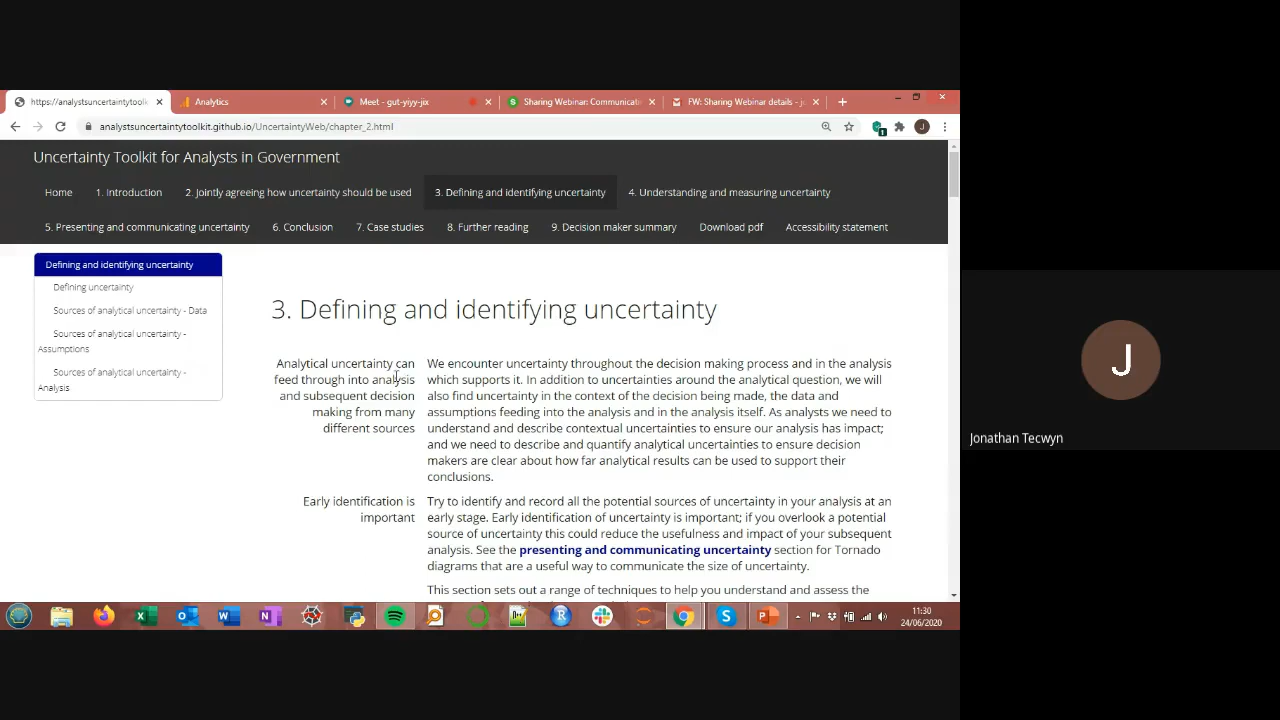 https://analystsuncertaintytoolk
Analytics
Meet - gut-yiyy-jix
Sharing Webinar: Communicati
FW: Sharing Webinar details - jo
analystsuncertaintytoolkit.github.io/UncertaintyWeb/chapter_2.html
1
J
Uncertainty Toolkit for Analysts in Government
Home
1. Introduction
2. Jointly agreeing how uncertainty should be used
3. Defining and identifying uncertainty
4. Understanding and measuring uncertainty
5. Presenting and communicating uncertainty
6. Conclusion
7. Case studies
8. Further reading
9. Decision maker summary
Download pdf
Accessibility statement
Defining and identifying uncertainty
Defining uncertainty
Sources of analytical uncertainty - Data
Sources of analytical uncertainty -
Assumptions
Sources of analytical uncertainty -
Analysis
3. Defining and identifying uncertainty
Analytical uncertainty can
feed through into analysis
and subsequent decision
making from many
different sources
We encounter uncertainty throughout the decision making process and in the analysis
which supports it. In addition to uncertainties around the analytical question, we will
also find uncertainty in the context of the decision being made, the data and
assumptions feeding into the analysis and in the analysis itself. As analysts we need to
understand and describe contextual uncertainties to ensure our analysis has impact;
and we need to describe and quantify analytical uncertainties to ensure decision
makers are clear about how far analytical results can be used to support their
conclusions.
Early identification is
important
Try to identify and record all the potential sources of uncertainty in your analysis at an
early stage. Early identification of uncertainty is important; if you overlook a potential
source of uncertainty this could reduce the usefulness and impact of your subsequent
analysis. See the presenting and communicating uncertainty section for Tornado
diagrams that are a useful way to communicate the size of uncertainty.
This section sets out a range of techniques to help you understand and assess the
11:30
24/06/2020
J
Jonathan Tecwyn